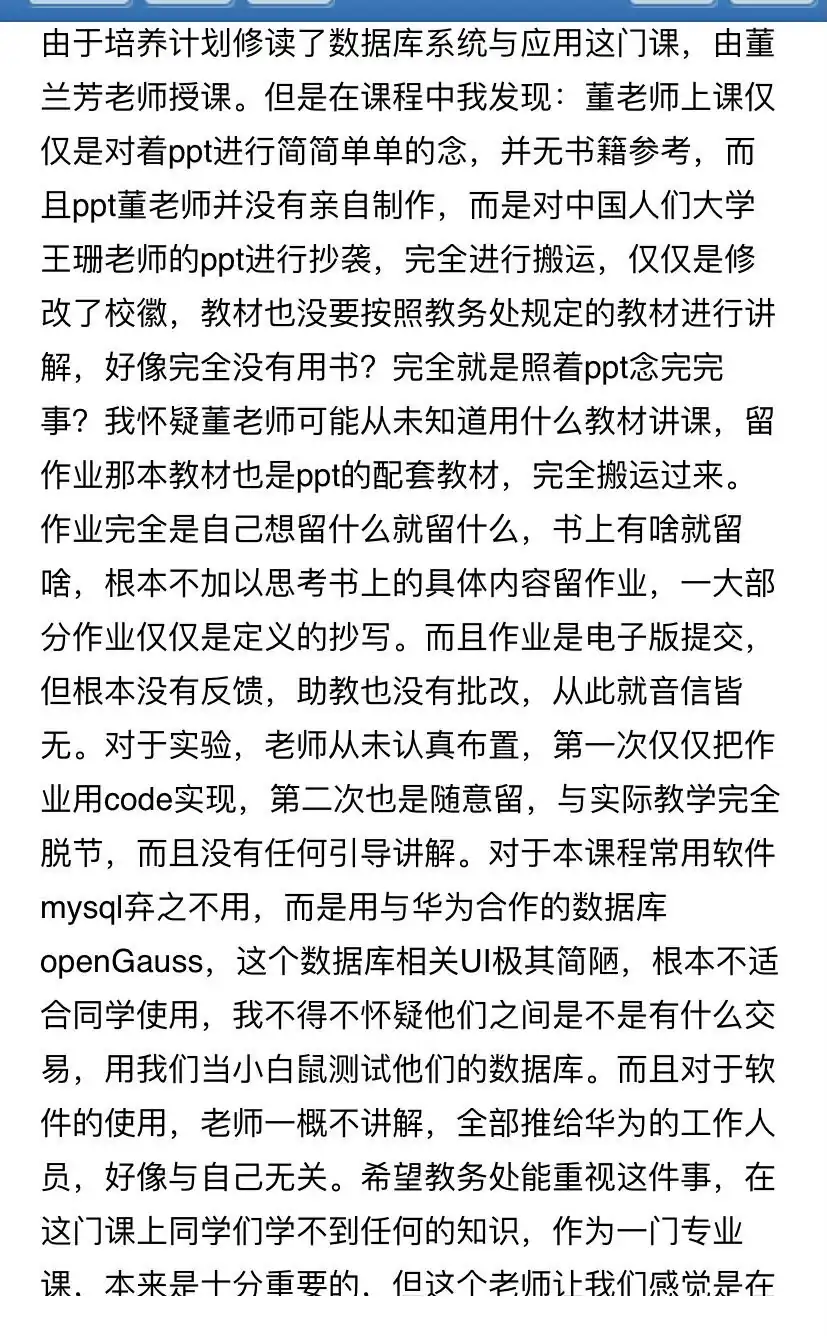 由于培养计划修读了数据库系统与应用这门课，由董
兰芳老师授课。但是在课程中我发现：董老师上课仅
仅是对着ppt进行简简单单的念，并无书籍参考，而
且ppt董老师并没有亲自制作，而是对中国人们大学
王珊老师的ppt进行抄袭，完全进行搬运，仅仅是修
改了校徽，教材也没要按照教务处规定的教材进行讲
解，好像完全没有用书？完全就是照着ppt念完完
事？我怀疑董老师可能从未知道用什么教材讲课，留
作业那本教材也是ppt的配套教材，完全搬运过来。
作业完全是自己想留什么就留什么，书上有啥就留
啥，根本不加以思考书上的具体内容留作业，一大部
分作业仅仅是定义的抄写。而且作业是电子版提交，
但根本没有反馈，助教也没有批改，从此就音信皆
无。对于实验，老师从未认真布置，第一次仅仅把作
业用code实现，第二次也是随意留，与实际教学完全
脱节，而且没有任何引导讲解。对于本课程常用软件
mysql弃之不用，而是用与华为合作的数据库
openGauss，这个数据库相关UI极其简陋，根本不适
合同学使用，我不得不怀疑他们之间是不是有什么交
易，用我们当小白鼠测试他们的数据库。而且对于软
件的使用，老师一概不讲解，全部推给华为的工作人
员，好像与自己无关。希望教务处能重视这件事，在
这门课上同学们学不到任何的知识，作为一门专业
课，本来是十分重要的，但这个老师让我们感觉是在